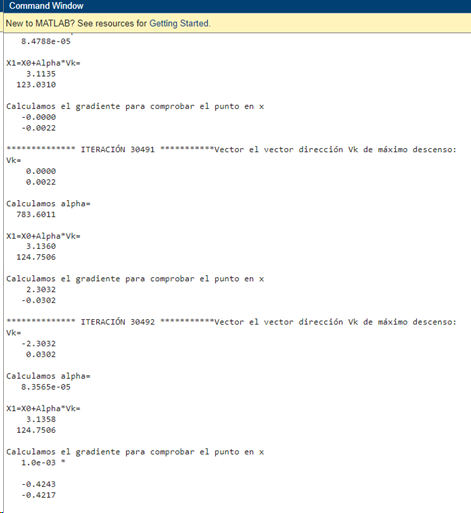 Command Window
New to MATLAB? See resources for Getting Started.
8.4788e-05
X1=X0+Alpha*Vk=
3.1135
123.0310
Calculamos el gradiente para comprobar el punto en x
-0.0000
-0.0022
************** ITERACIÓN 30491 ***********Vector el vector dirección Vk de máximo descenso:
Vk=
0.0000
0.0022
Calculamos alpha=
783.6011
X1=X0+Alpha*Vk=
3.1360
124.7506
Calculamos el gradiente para comprobar el punto en x
2.3032
-0.0302
************** ITERACIÓN 30492 ***********Vector el vector dirección Vk de máximo descenso:
Vk=
-2.3032
0.0302
Calculamos alpha=
8.3565e-05
X1=X0+Alpha*Vk=
3.1358
124.7506
Calculamos el gradiente para comprobar el punto en x
1.0e-03 *
-0.4243
-0.4217